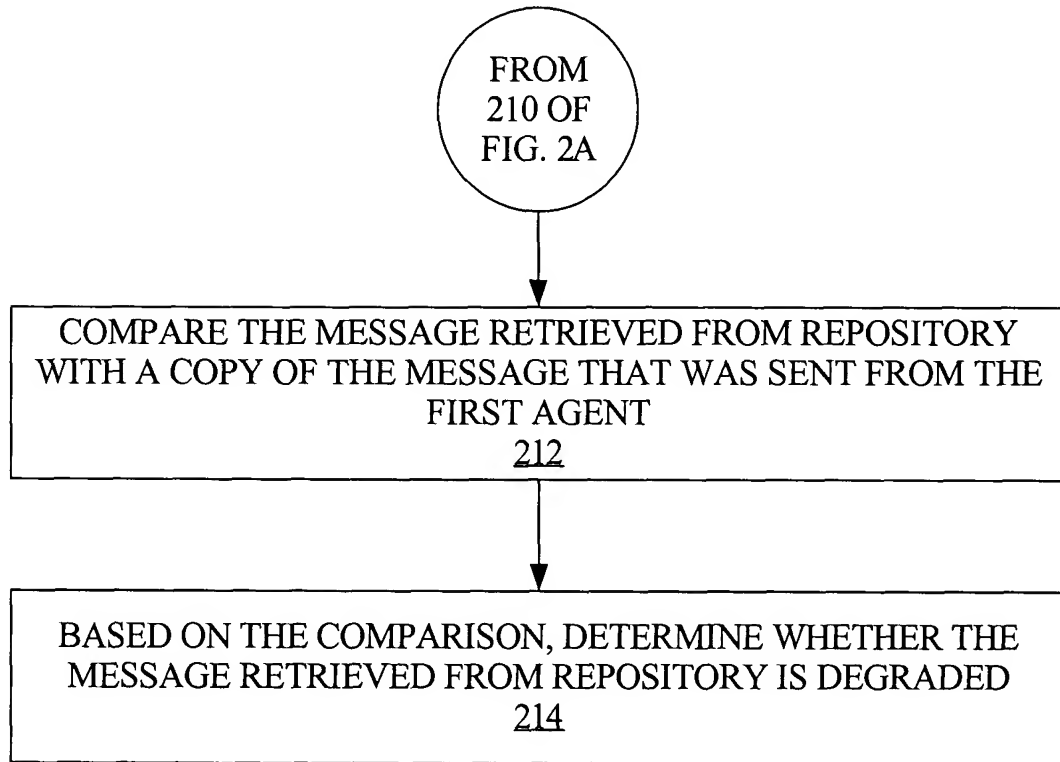 FROM
210 OF
FIG. 2A
COMPARE THE MESSAGE RETRIEVED FROM REPOSITORY
WITH A COPY OF THE MESSAGE THAT WAS SENT FROM THE
FIRST AGENT
212
BASED ON THE COMPARISON, DETERMINE WHETHER THE
MESSAGE RETRIEVED FROM REPOSITORY IS DEGRADED
214